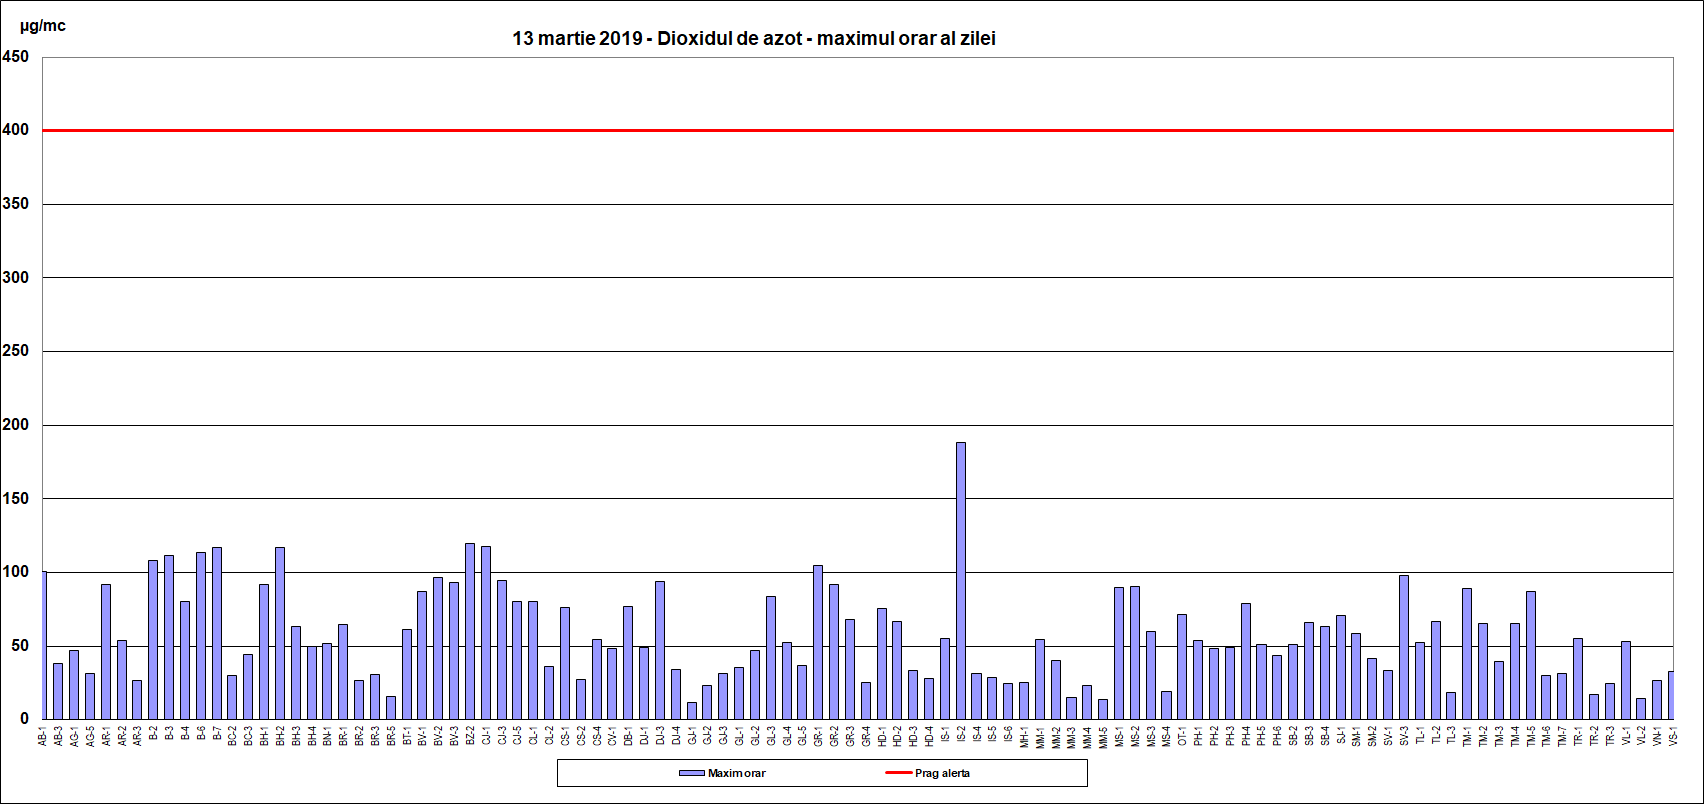 µg/mc
13 martie 2019 - Dioxidul de azot - maximul orar al zilei
450
400
350
300
250
200
150
100
50
0
AB-1 AB-3 AG-1 AG-5 AR-1 AR-2 AR-3 B-2 B-3 B-4 B-6 B-7 BC-2 BC-3 BH-1 BH-2 BH-3 BH-4 BN-1 BR-1 BR-2 BR-3 BR-5 BT-1 BV-1 BV-2 BV-3 BZ-2 CJ-1 CJ-3 CJ-5 CL-1 CL-2 CS-1 CS-2 CS-4 CV-1 DB-1 DJ-1 DJ-3 DJ-4 GJ-1 GJ-2 GJ-3 GL-1 GL-2 GL-3 GL-4 GL-5 GR-1 GR-2 GR-3 GR-4 HD-1 HD-2 HD-3 HD-4 IS-1 IS-2 IS-4 IS-5 IS-6 MH-1 MM-1 MM-2 MM-3 MM-4 MM-5 MS-1 MS-2 MS-3 MS-4 OT-1 PH-1 PH-2 PH-3 PH-4 PH-5 PH-6 SB-2 SB-3 SB-4 SJ-1 SM-1 SM-2 SV-1 SV-3 TL-1 TL-2 TL-3 TM-1 TM-2 TM-3 TM-4 TM-5 TM-6 TM-7 TR-1 TR-2 TR-3 VL-1 VL-2 VN-1 VS-1
Maxim orar Prag alerta